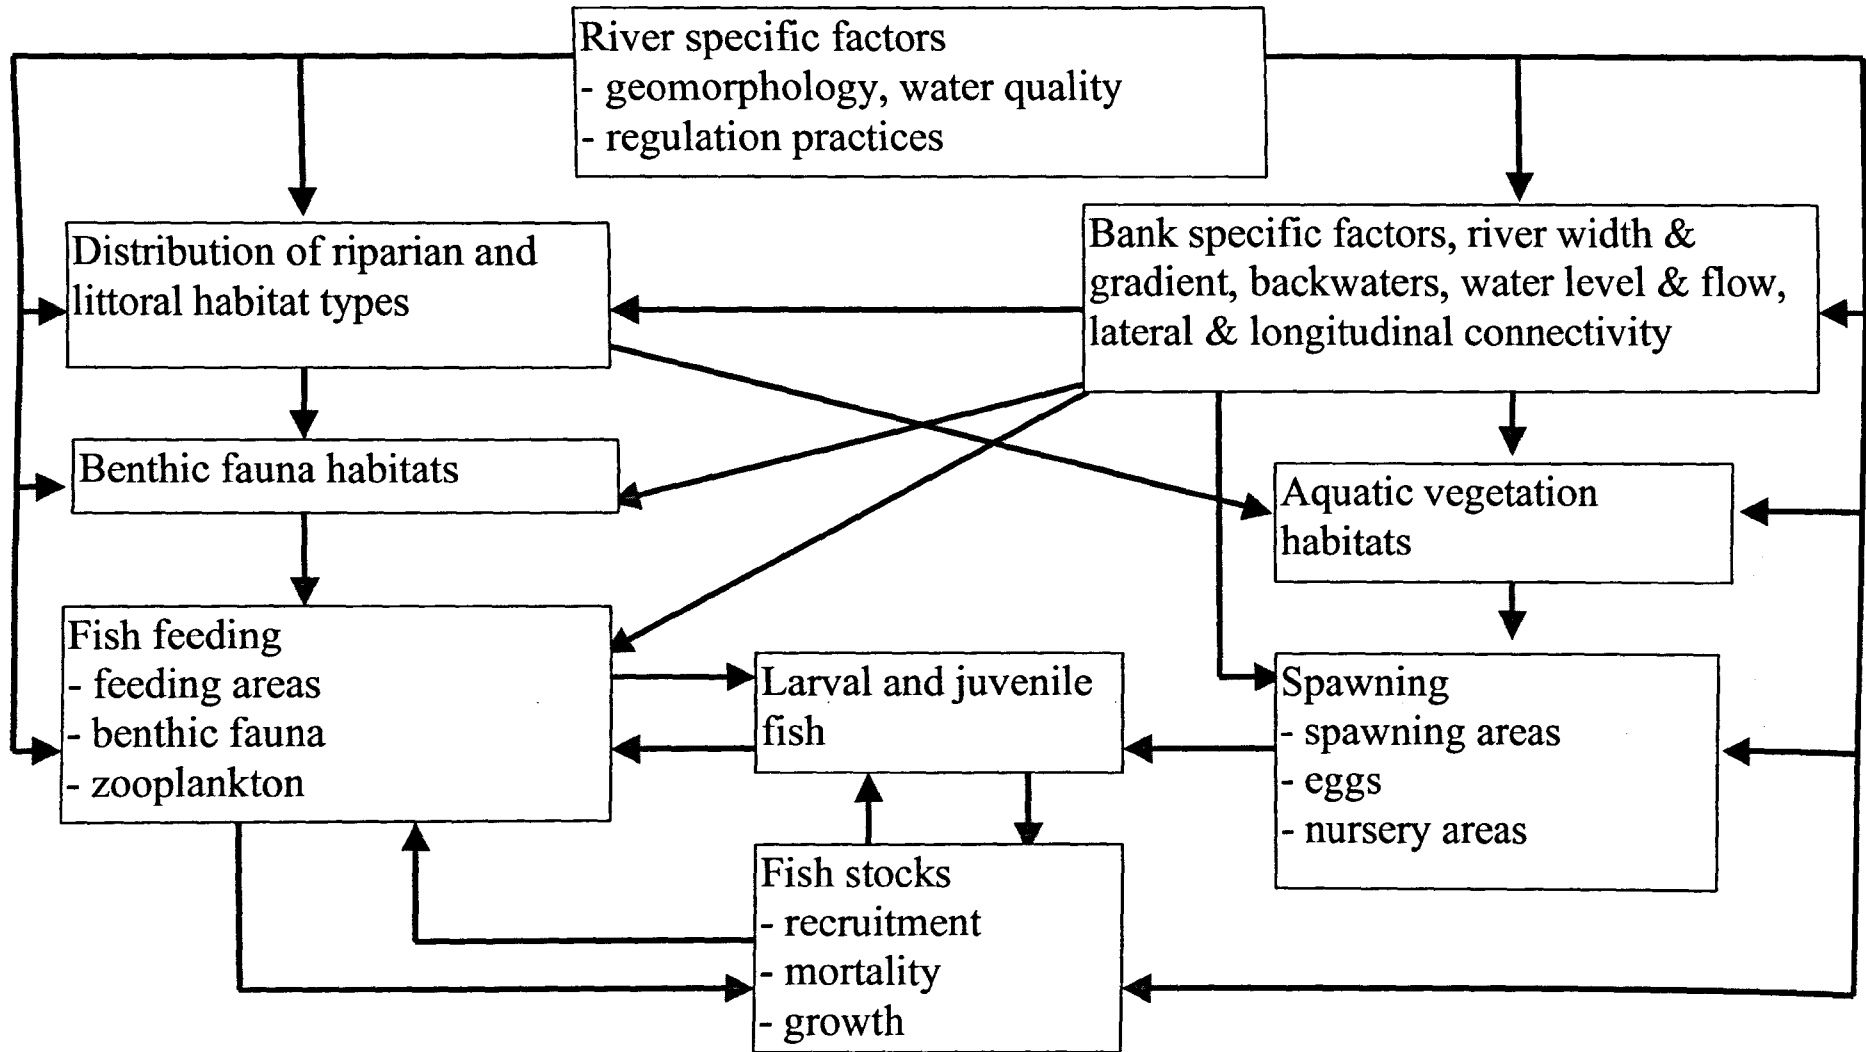 River specific factors
- geomorphology, water quality
- regulation practices
Distribution of riparian and
littoral habitat types
Bank specific factors, river width &
gradient, backwaters, water level & flow,
lateral & longitudinal connectivity
Benthic fauna habitats
Aquatic vegetation
habitats
Fish feeding
- feeding areas
- benthic fauna
- zooplankton
Larval and juvenile
fish
Spawning
- spawning areas
- eggs
- nursery areas
Fish stocks
- recruitment
- mortality
- growth